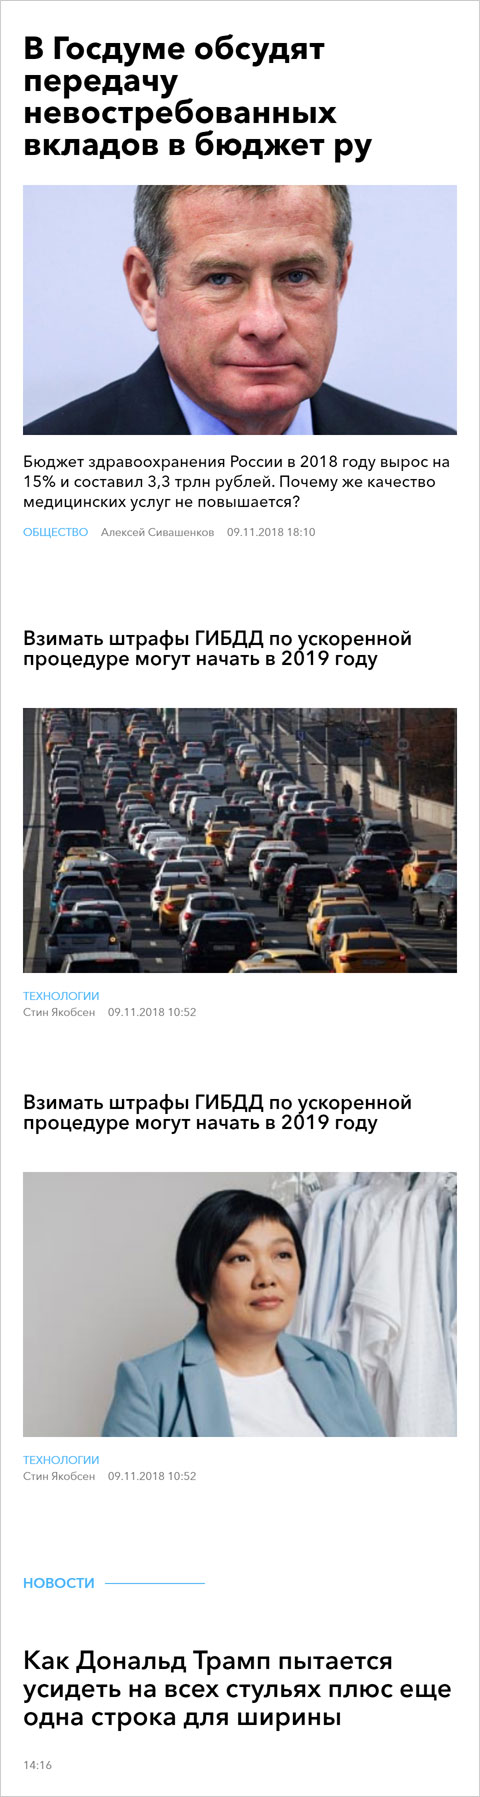 В Госдуме обсудят
передачу
невостребованных
вкладов в бюджет ру
Бюджет здравоохранения России в 2018 году вырос на
15% и составил 3,3 трлн рублей. Почему же качество
медицинских услуг не повышается?
ОБЩЕСТВО Алексей Сивашенков 09.11.2018 18:10
Взимать штрафы ГИБДД по ускоренной
процедуре могут начать в 2019 году
ТЕХНОЛОГИИ
Стин Якобсен 09.11.2018 10:52
Взимать штрафы ГИБДД по ускоренной
процедуре могут начать в 2019 году
ТЕХНОЛОГИИ
Стин Якобсен 09.11.2018 10:52
НОВОСТИ
Как Дональд Трамп пытается
усидеть на всех стульях плюс еще
одна строка для ширины
14:16